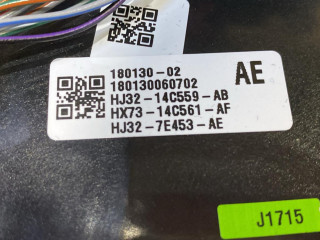 180130-02
180130060702
HJ32-14C559-AB
HX73-14C561-AF
HJ32-7E453-AE
AE
J1715